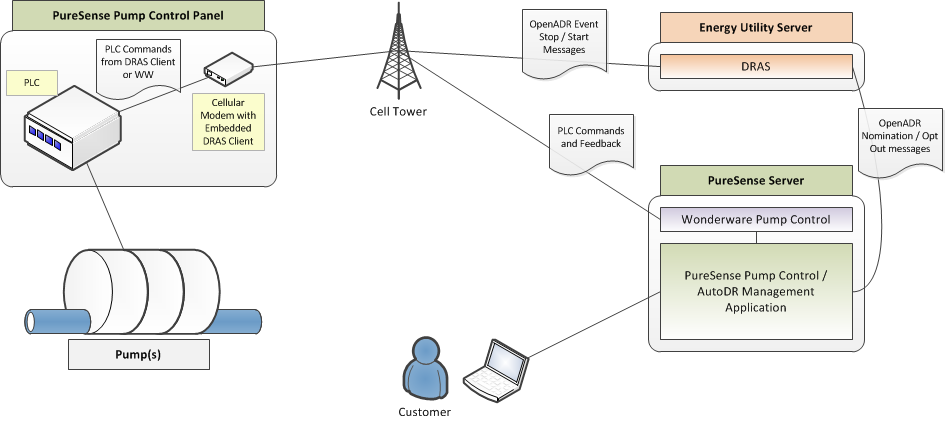 PureSense Pump Control Panel
PLC Commands
from DRAS Client
or WW
PLC
Cellular
Modem with
Embedded
DRAS Client
Cell Tower
OpenADR Event
Stop / Start
Messages
Energy Utility Server
DRAS
OpenADR
Nomination / Opt
Out messages
PLC Commands
and Feedback
PureSense Server
Wonderware Pump Control
PureSense Pump Control /
AutoDR Management
Application
Pump(s)
Customer